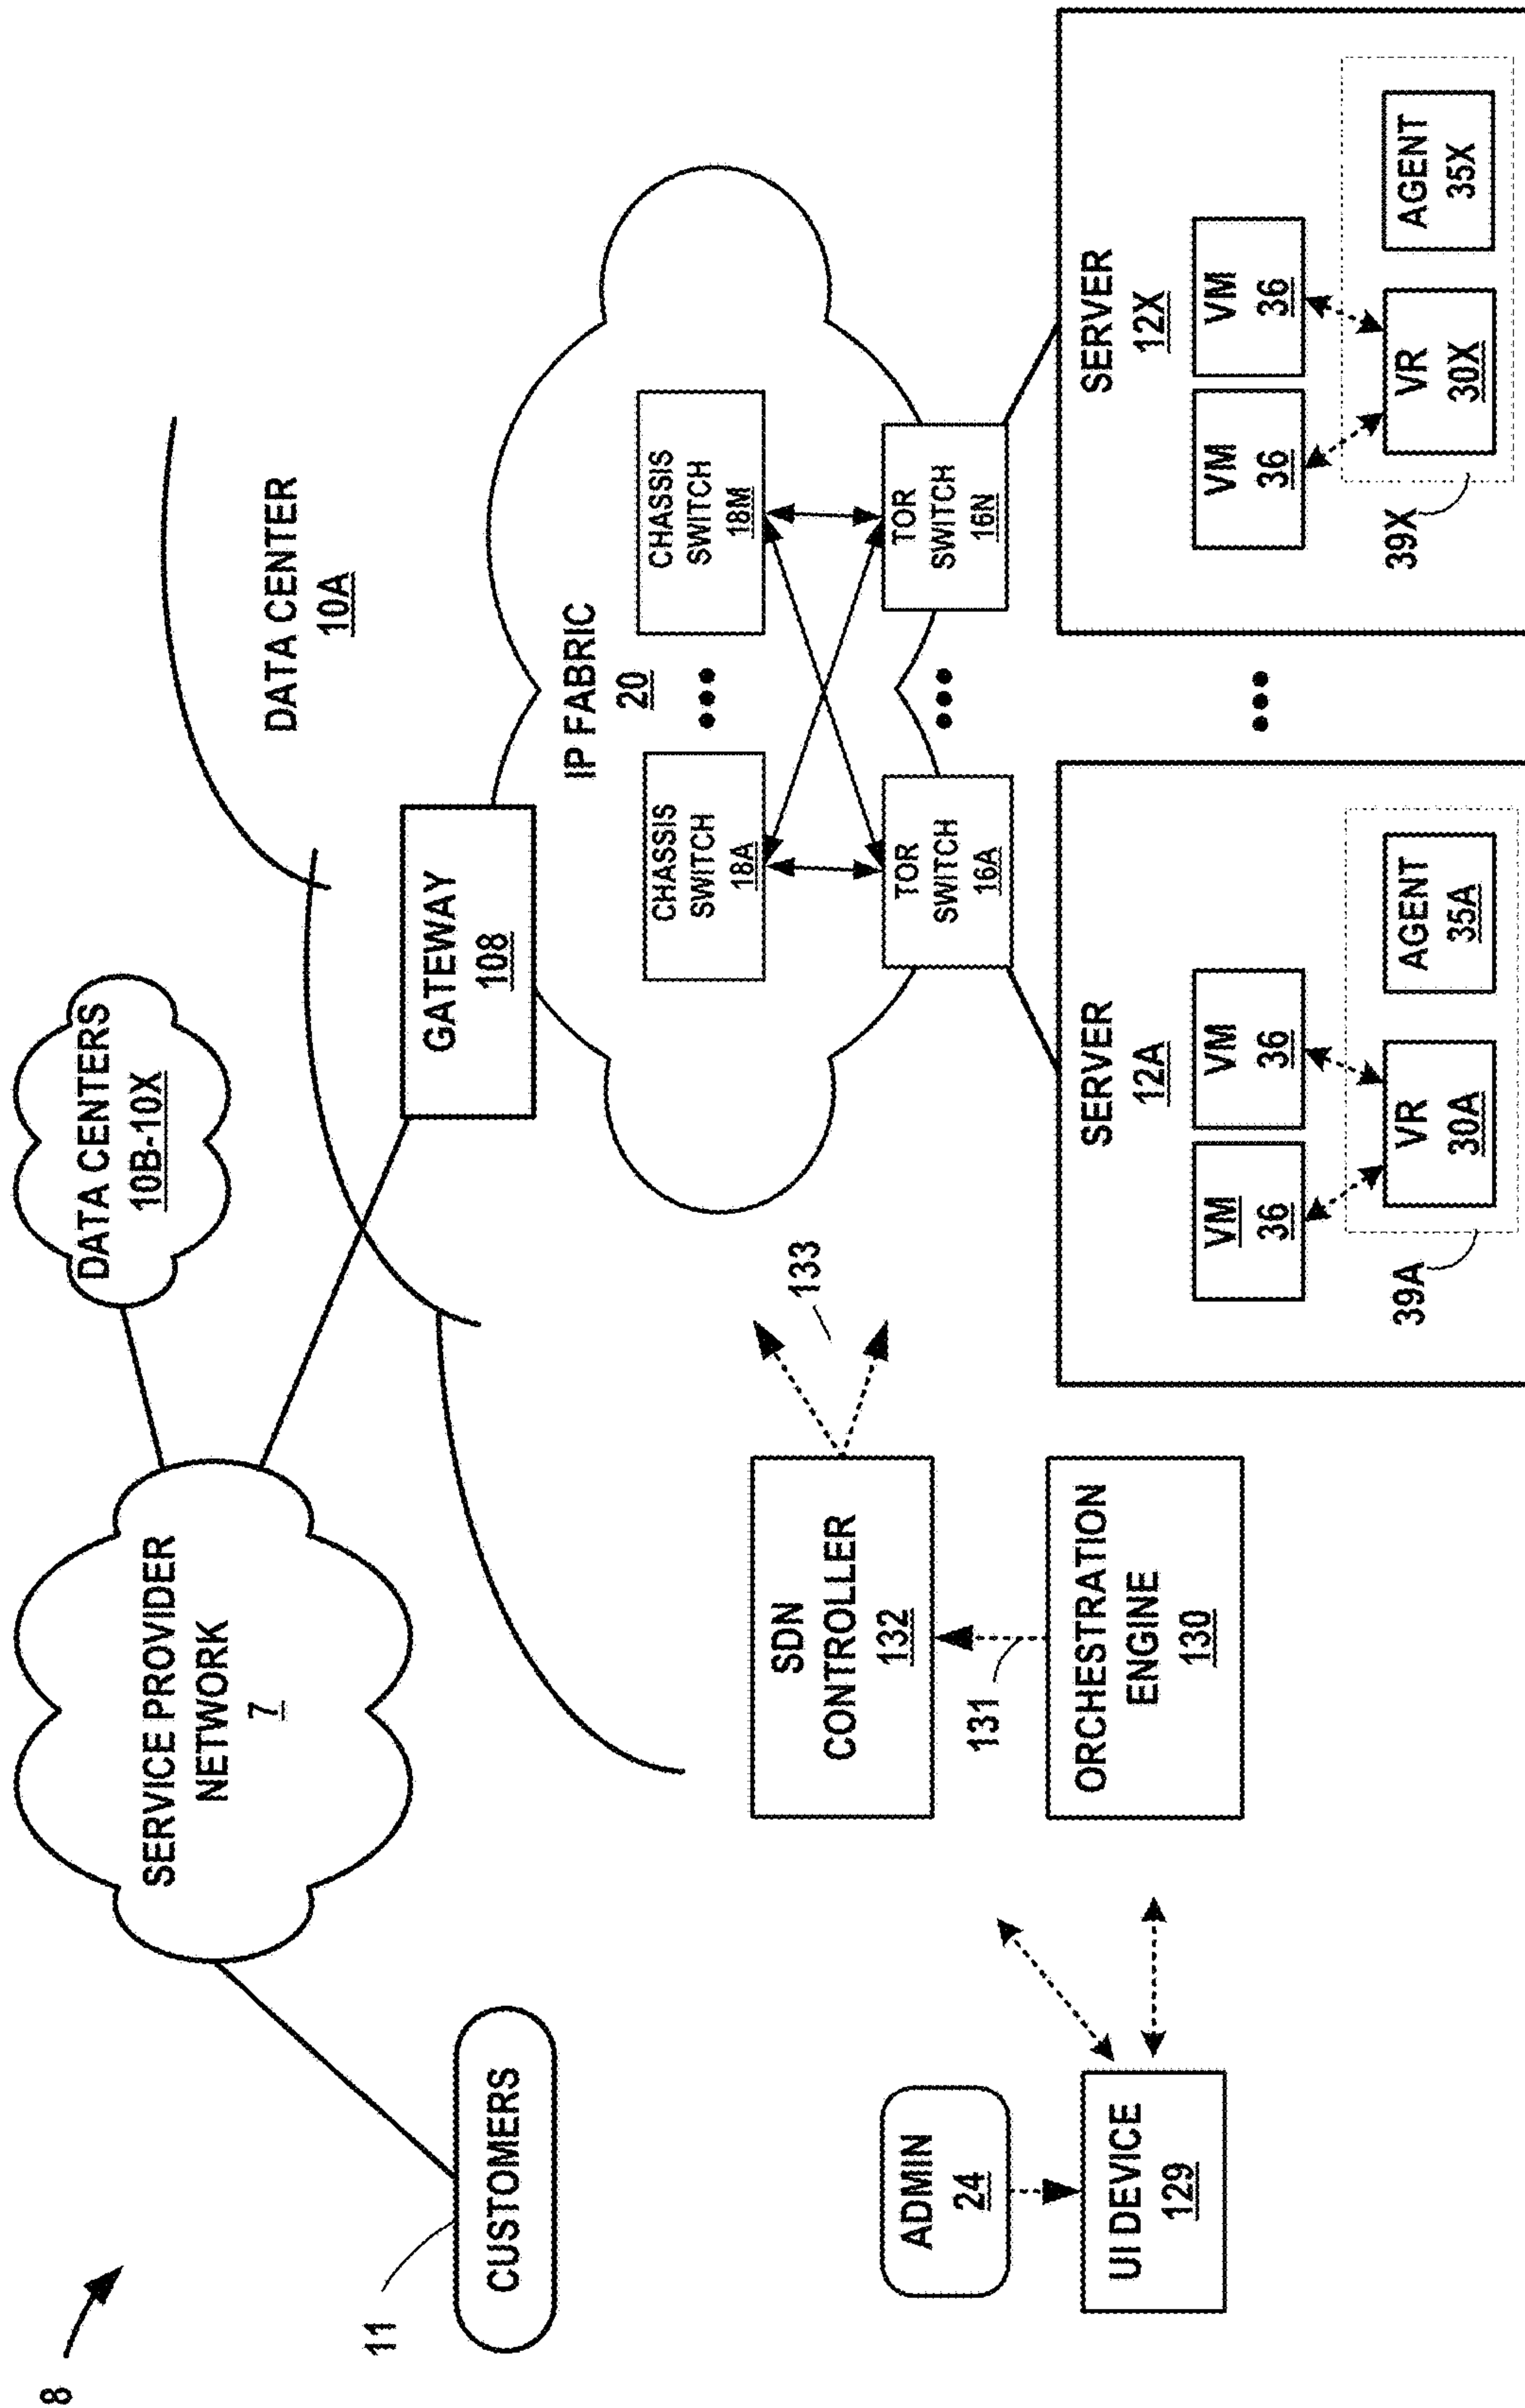 8
SERVICE PROVIDER
NETWORK
7
DATA CENTERS
10B-10X
11
CUSTOMERS
DATA CENTER
10A
GATEWAY
108
IP FABRIC
20
CHASSIS
SWITCH
18A
•••
CHASSIS
SWITCH
18M
TOR
SWITCH
16A
•••
TOR
SWITCH
16N
133
SDN
CONTROLLER
132
131
ORCHESTRATION
ENGINE
130
ADMIN
24
UI DEVICE
129
SERVER
12A
VM
36
VM
36
VR
30A
AGENT
35A
39A
•••
SERVER
12X
VM
36
VM
36
VR
30X
AGENT
35X
39X